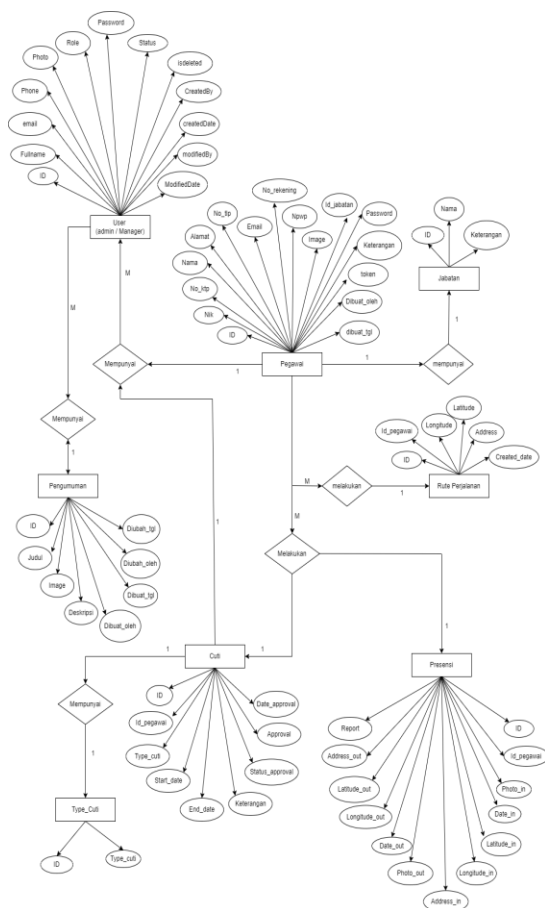 Password
Role
Status
Photo
isdeleted
Phone
CreatedBy
email
createdDate
Fullname
modifiedBy
ID
ModifiedDate
User
(admin / Manager)
No_rekening
No_tlp
Email
Npwp
Id_jabatan
Password
Alamat
Image
Keterangan
Nama
token
No_ktp
Dibuat_oleh
Nik
dibuat_tgl
ID
Pegawai
Nama
ID
Keterangan
Jabatan
M
M
1
1
1
Mempunyai
mempunyai
Mempunyai
1
Pengumuman
ID
Diubah_tgl
Judul
Diubah_oleh
Image
Dibuat_tgl
Deskripsi
Dibuat_oleh
Latitude
Longitude
Id_pegawai
Address
ID
Created_date
M
melakukan
1
Rute Perjalanan
M
Melakukan
1
1
1
1
Cuti
Presensi
Mempunyai
1
Type_Cuti
ID
Type_cuti
ID
Date_approval
Id_pegawai
Approval
Type_cuti
Status_approval
Start_date
Keterangan
End_date
Report
ID
Address_out
Id_pegawai
Latitude_out
Photo_in
Longitude_out
Date_in
Date_out
Latitude_in
Photo_out
Longitude_in
Address_in